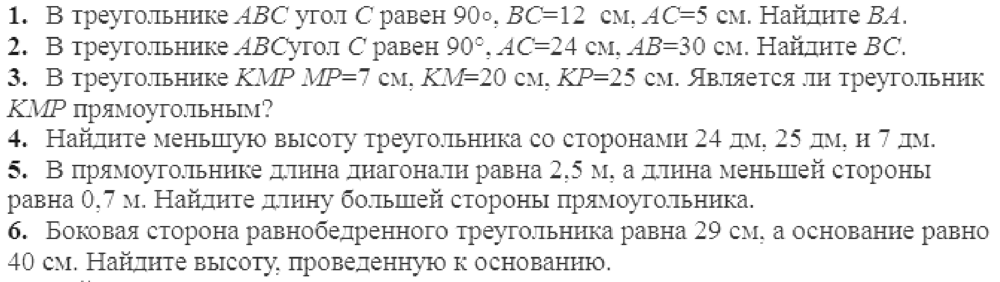 1. В треугольнике ABC угол C равен 90∘, BC=12 см, AC=5 см. Найдите BA.
2. В треугольнике ABCугол C равен 90°, AC=24 см, AB=30 см. Найдите BC.
3. В треугольнике KMP MP=7 см, KM=20 см, KP=25 см. Является ли треугольник
KMP прямоугольным?
4. Найдите меньшую высоту треугольника со сторонами 24 дм, 25 дм, и 7 дм.
5. В прямоугольнике длина диагонали равна 2,5 м, а длина меньшей стороны
равна 0,7 м. Найдите длину большей стороны прямоугольника.
6. Боковая сторона равнобедренного треугольника равна 29 см, а основание равно
40 см. Найдите высоту, проведенную к основанию.